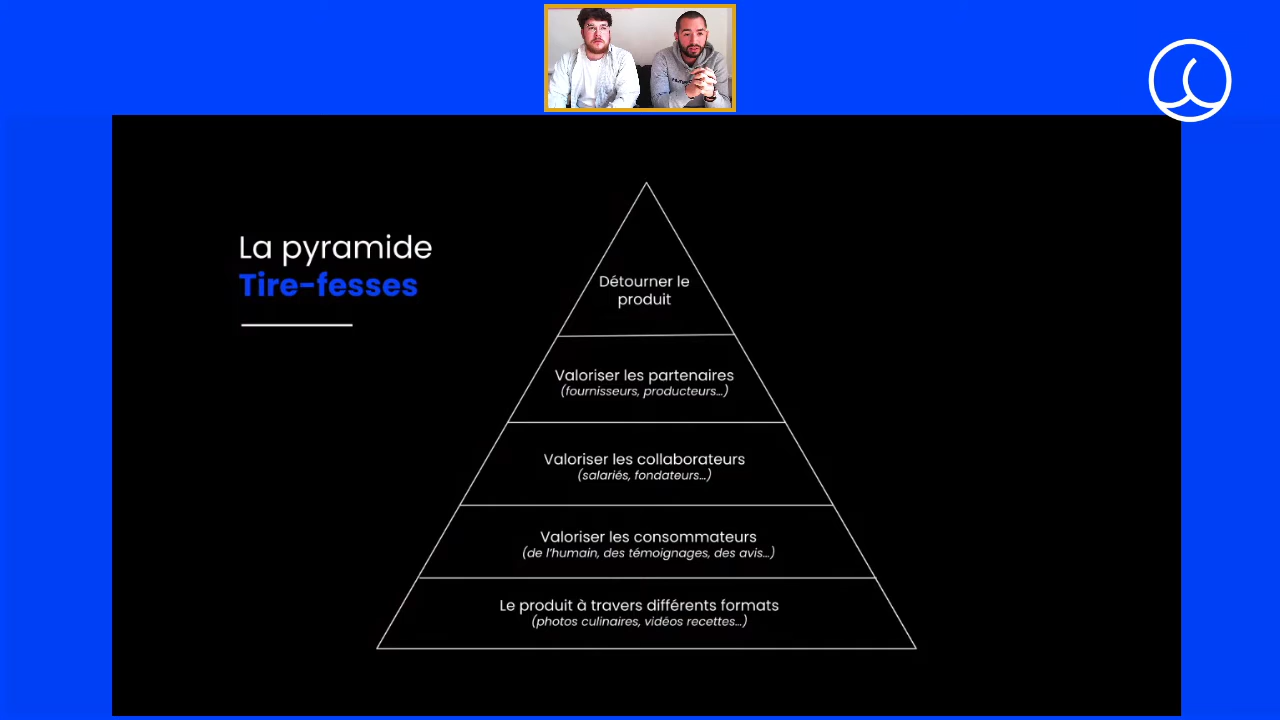 La pyramide
Tire-fesses
Détourner le
produit
Valoriser les partenaires
(fournisseurs, producteurs...)
Valoriser les collaborateurs
(salariés, fondateurs...)
Valoriser les consommateurs
(de l'humain, des témoignages, des avis...)
Le produit à travers différents formats
(photos culinaires, vidéos recettes...)